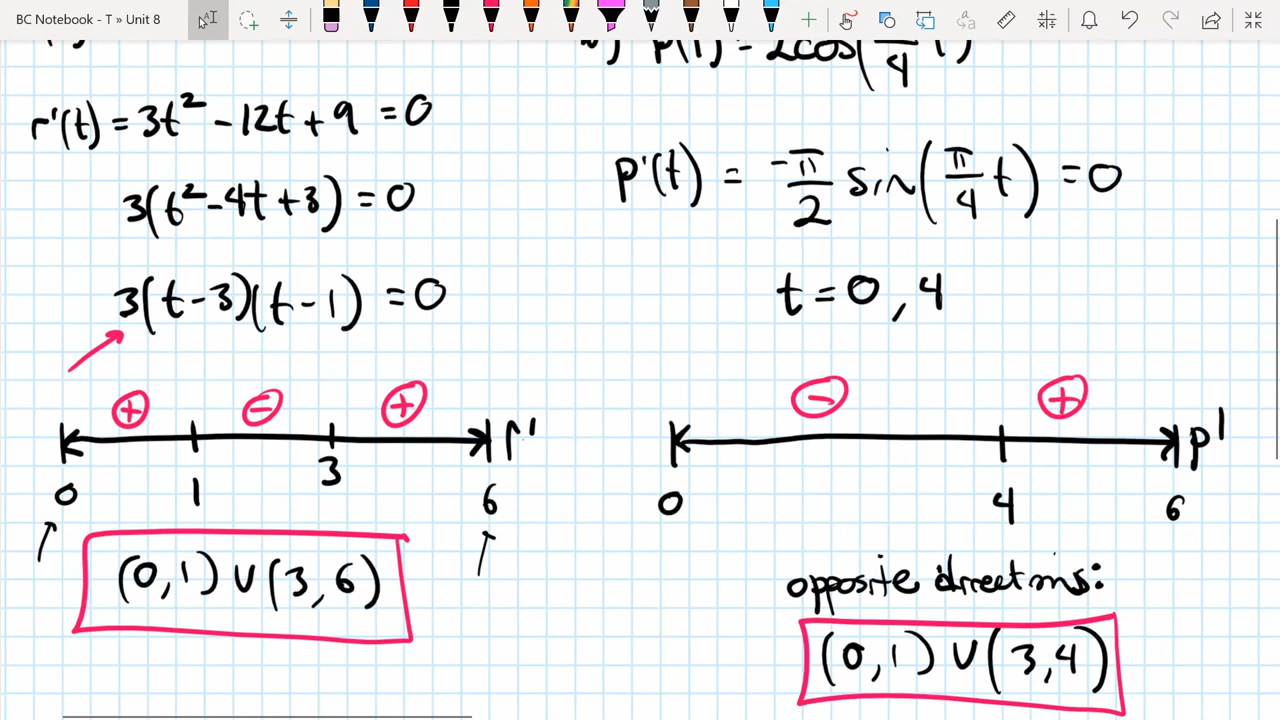 BC Notebook - T » Unit 8
r'(t) = 3t² - 12t + 9 = 0
3(t² - 4t + 3) = 0
3(t - 3)(t - 1) = 0
+ - + r'
0 1 3 6
(0, 1) ∪ (3, 6)
p(t) = 2cos(π/4 t)
p'(t) = -π/2 sin(π/4 t) = 0
t = 0, 4
- + p'
0 4 6
opposite directions:
(0, 1) ∪ (3, 4)